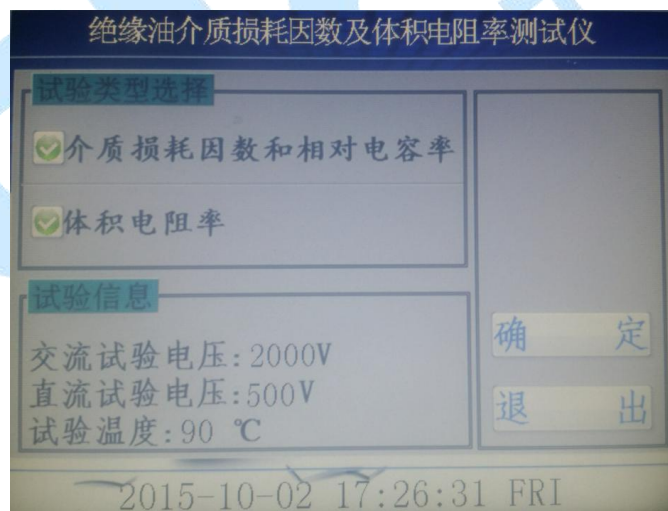 绝缘油介质损耗因数及体积电阻率测试仪
试验类型选择
介质损耗因数和相对电容率
体积电阻率
试验信息
交流试验电压:2000V
直流试验电压:500V
试验温度:90 ℃
确 定
退 出
2015-10-02 17:26:31 FRI